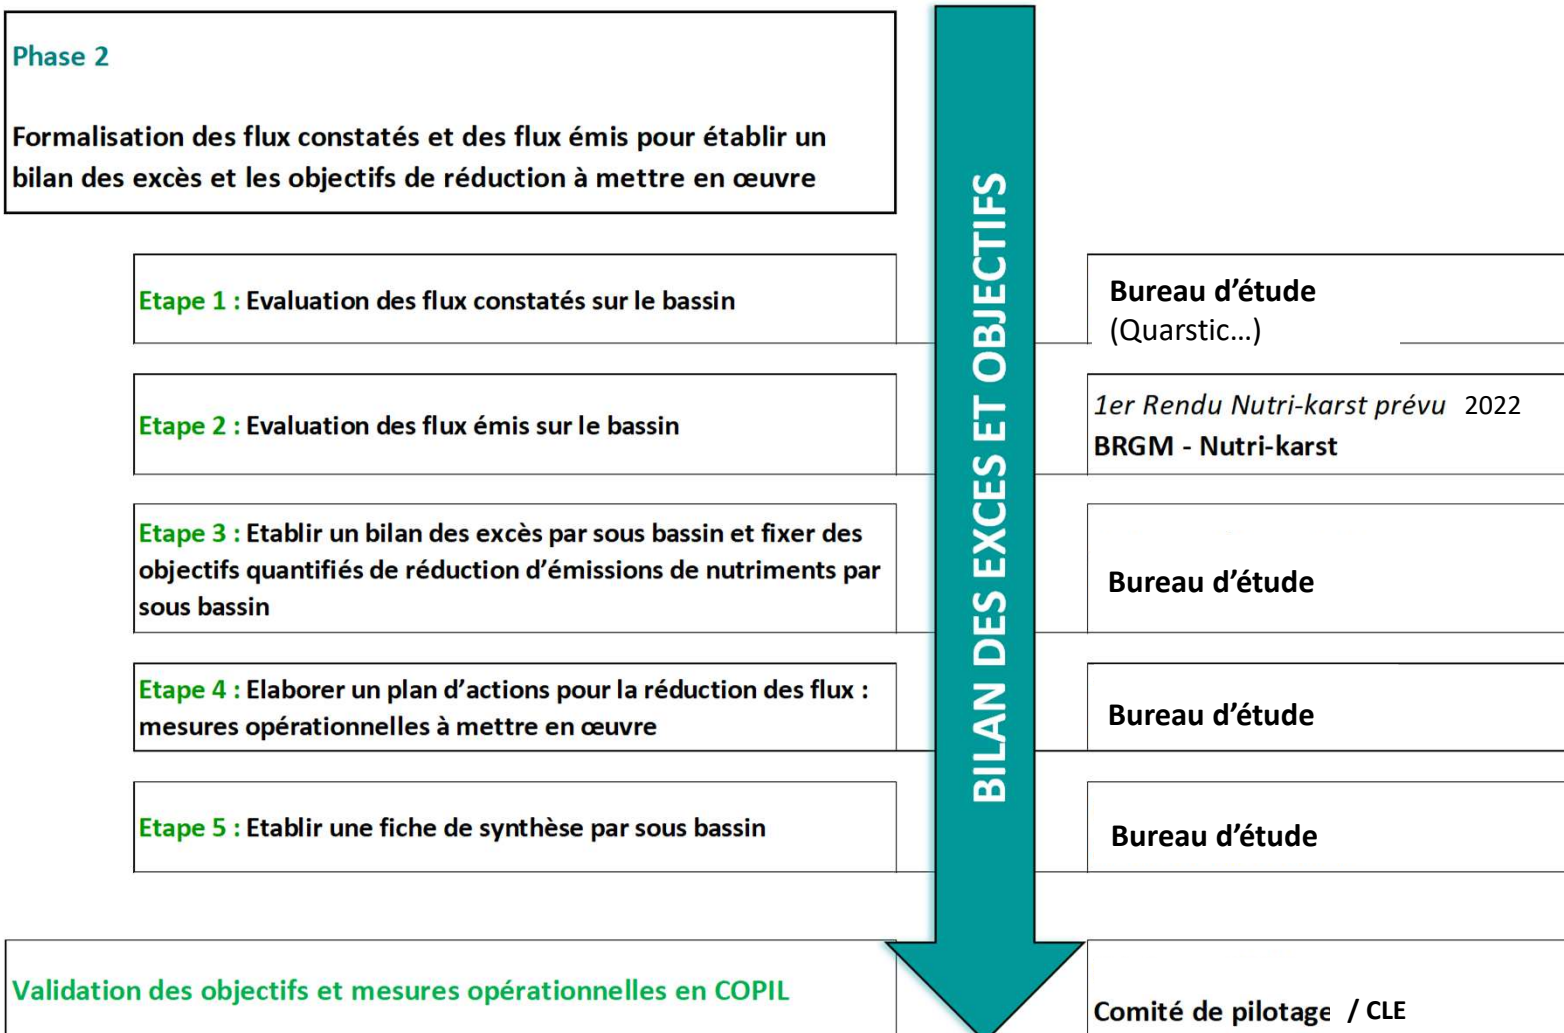 Phase 2
Formalisation des flux constatés et des flux émis pour établir un
bilan des excès et les objectifs de réduction à mettre en œuvre
BILAN DES EXCES ET OBJECTIFS
Etape 1 : Evaluation des flux constatés sur le bassin
Bureau d’étude
(Quarstic…)
Etape 2 : Evaluation des flux émis sur le bassin
1er Rendu Nutri-karst prévu 2022
BRGM - Nutri-karst
Etape 3 : Etablir un bilan des excès par sous bassin et fixer des
objectifs quantifiés de réduction d’émissions de nutriments par
sous bassin
Bureau d’étude
Etape 4 : Elaborer un plan d’actions pour la réduction des flux :
mesures opérationnelles à mettre en œuvre
Bureau d’étude
Etape 5 : Etablir une fiche de synthèse par sous bassin
Bureau d’étude
Validation des objectifs et mesures opérationnelles en COPIL
Comité de pilotage / CLE